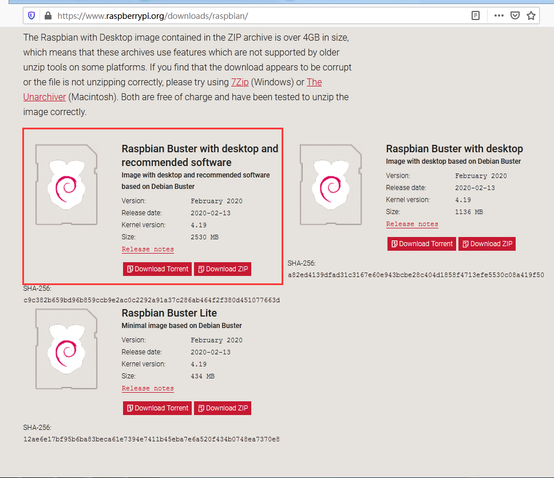 https://www.raspberrypi.org/downloads/raspbian/
The Raspbian with Desktop image contained in the ZIP archive is over 4GB in size,
which means that these archives use features which are not supported by older
unzip tools on some platforms. If you find that the download appears to be corrupt
or the file is not unzipping correctly, please try using 7Zip (Windows) or The
Unarchiver (Macintosh). Both are free of charge and have been tested to unzip the
image correctly.
Raspbian Buster with desktop and
recommended software
Image with desktop and recommended software
based on Debian Buster
Version: February 2020
Release date: 2020-02-13
Kernel version: 4.19
Size: 2530 MB
Release notes
Download Torrent Download ZIP
SHA-256:
c9c382b659bd96b859ccb9e2ac0c2292a91a37c286ab464f2f380d451077663d
Raspbian Buster with desktop
Image with desktop based on Debian Buster
Version: February 2020
Release date: 2020-02-13
Kernel version: 4.19
Size: 1136 MB
Release notes
Download Torrent Download ZIP
SHA-256:
a82ed4139dfad31c3167e60e943bcbe28c404d1858f4713efe5530c08a419f50
Raspbian Buster Lite
Minimal image based on Debian Buster
Version: February 2020
Release date: 2020-02-13
Kernel version: 4.19
Size: 434 MB
Release notes
Download Torrent Download ZIP
SHA-256:
12ae6e17bf95b6ba83beca61e7394e7411b45eba7e6a520f434b0748ea7370e8